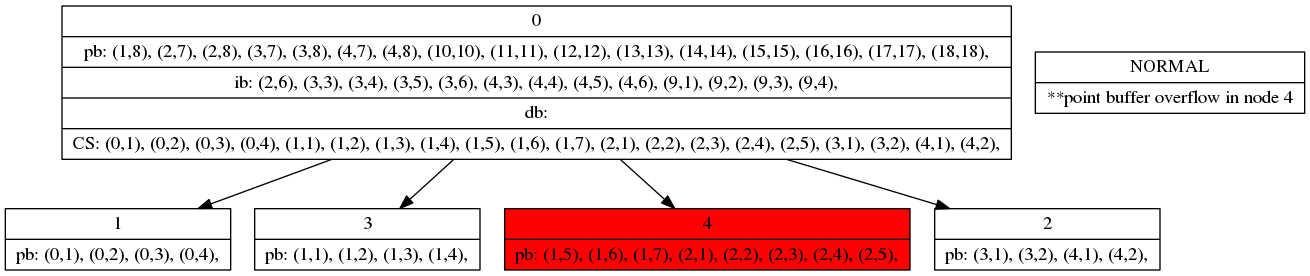 0
pb: (1,8), (2,7), (2,8), (3,7), (3,8), (4,7), (4,8), (10,10), (11,11), (12,12), (13,13), (14,14), (15,15), (16,16), (17,17), (18,18),
ib: (2,6), (3,3), (3,4), (3,5), (3,6), (4,3), (4,4), (4,5), (4,6), (9,1), (9,2), (9,3), (9,4),
db:
CS: (0,1), (0,2), (0,3), (0,4), (1,1), (1,2), (1,3), (1,4), (1,5), (1,6), (1,7), (2,1), (2,2), (2,3), (2,4), (2,5), (3,1), (3,2), (4,1), (4,2),
NORMAL
**point buffer overflow in node 4
1
pb: (0,1), (0,2), (0,3), (0,4),
3
pb: (1,1), (1,2), (1,3), (1,4),
4
pb: (1,5), (1,6), (1,7), (2,1), (2,2), (2,3), (2,4), (2,5),
2
pb: (3,1), (3,2), (4,1), (4,2),